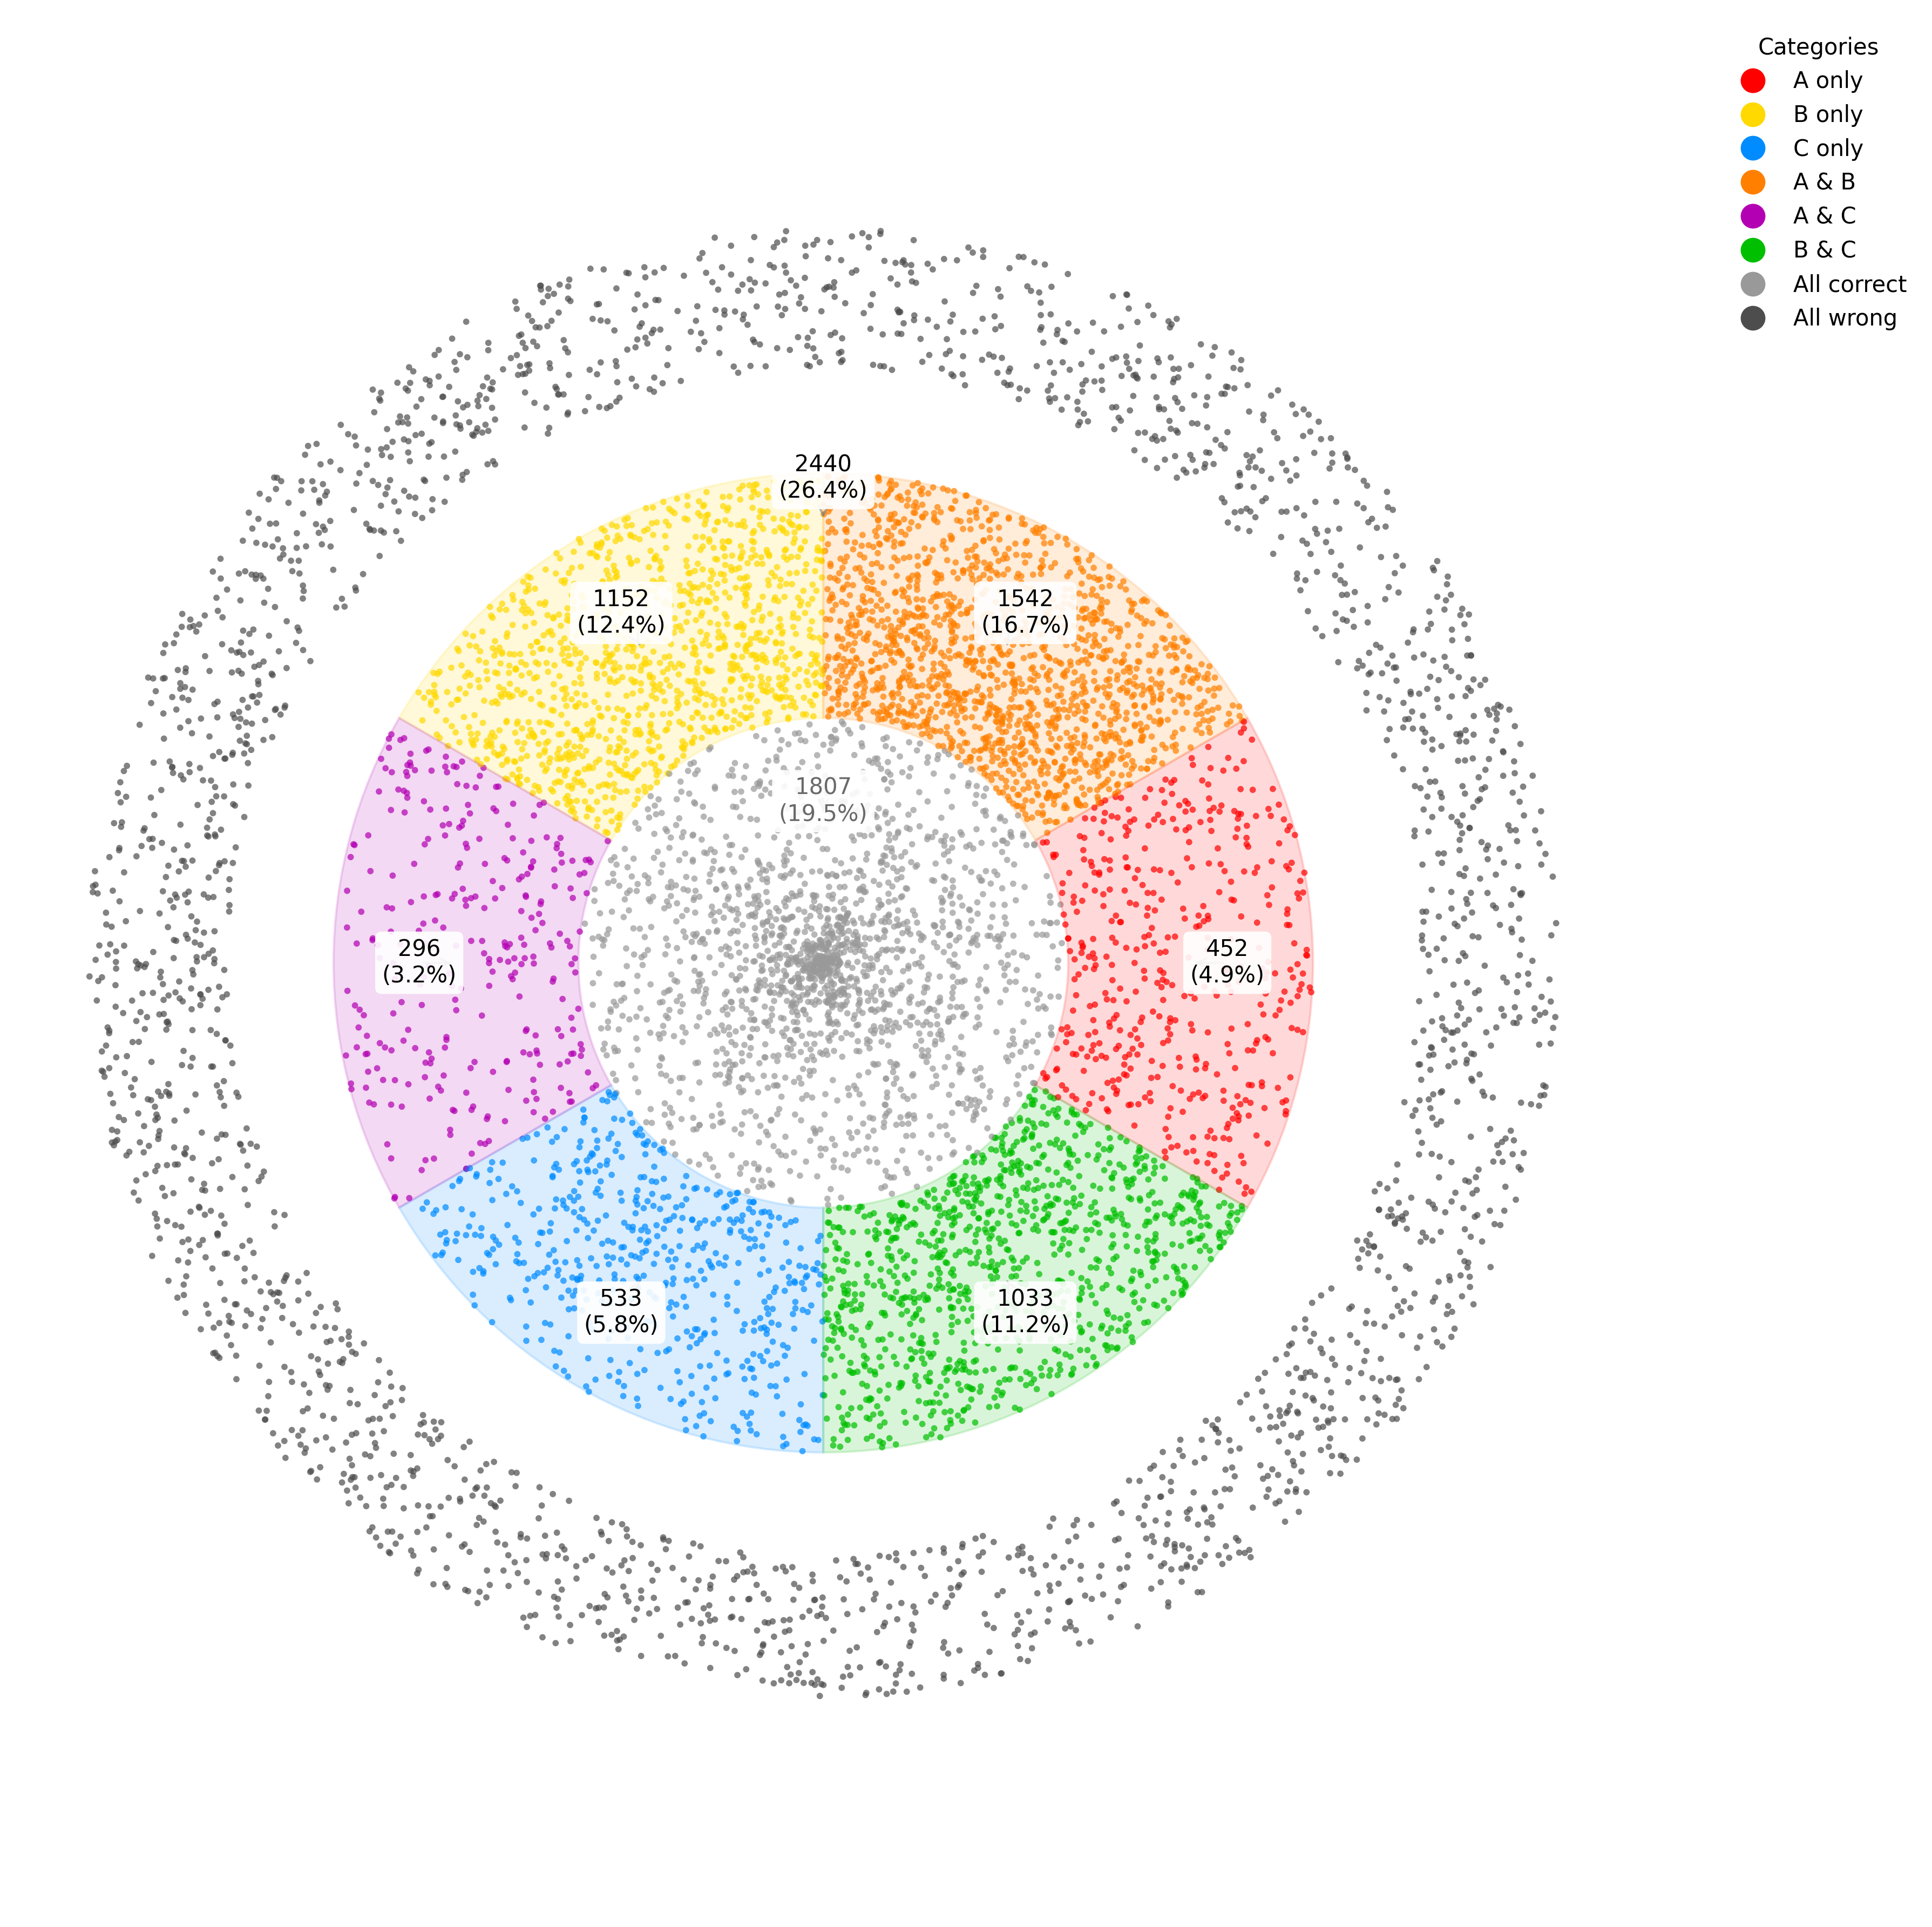 Categories
A only
B only
C only
A & B
A & C
B & C
All correct
All wrong
2440
(26.4%)
1152
(12.4%)
1542
(16.7%)
1807
(19.5%)
296
(3.2%)
452
(4.9%)
533
(5.8%)
1033
(11.2%)